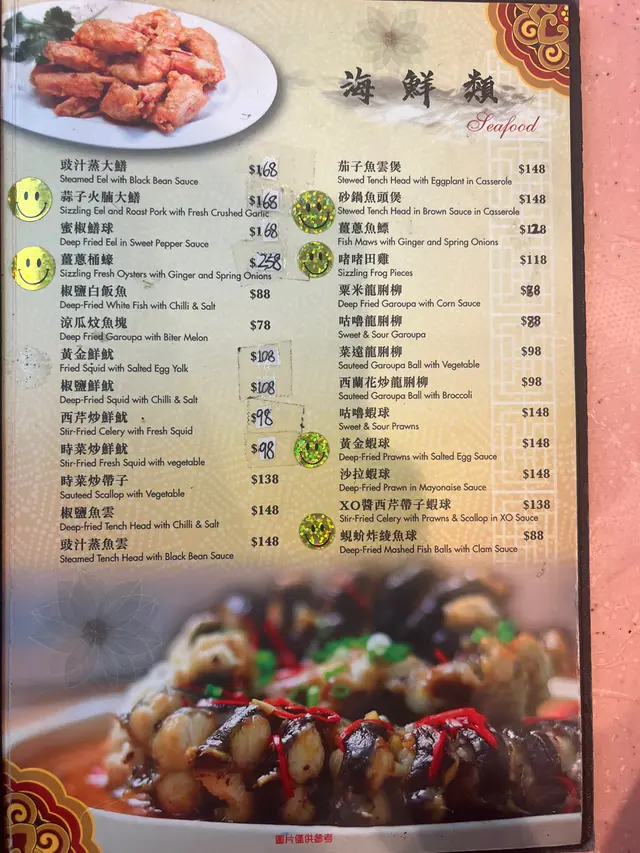 海鮮類
Seafood
豉汁蒸大鱔 $168
Steamed Eel with Black Bean Sauce
蒜子火腩大鱔 $168
Sizzling Eel and Roast Pork with Fresh Crushed Garlic
蜜椒鱔球 $168
Deep Fried Eel in Sweet Pepper Sauce
薑蔥桶蠔 $258
Sizzling Fresh Oysters with Ginger and Spring Onions
椒鹽白飯魚 $88
Deep-Fried White Fish with Chilli & Salt
涼瓜炆魚塊 $78
Deep Fried Garoupa with Biter Melon
黃金鮮魷 $108
Fried Squid with Salted Egg Yolk
椒鹽鮮魷 $108
Deep-Fried Squid with Chilli & Salt
西芹炒鮮魷 $98
Stir-Fried Celery with Fresh Squid
時菜炒鮮魷 $98
Stir-Fried Fresh Squid with vegetable
時菜炒帶子 $138
Sauteed Scallop with Vegetable
椒鹽魚雲 $148
Deep-fried Tench Head with Chilli & Salt
豉汁蒸魚雲 $148
Steamed Tench Head with Black Bean Sauce
茄子魚雲煲 $148
Stewed Tench Head with Eggplant in Casserole
砂鍋魚頭煲 $148
Stewed Tench Head in Brown Sauce in Casserole
薑蔥魚鰾
Fish Maws with Ginger and Spring Onions
啫啫田雞 $118
Sizzling Frog Pieces
粟米龍脷柳
Deep Fried Garoupa with Corn Sauce
咕嚕龍脷柳
Sweet & Sour Garoupa
菜遠龍脷柳 $98
Sauteed Garoupa Ball with Vegetable
西蘭花炒龍脷柳 $98
Sauteed Garoupa Ball with Broccoli
咕嚕蝦球 $148
Sweet & Sour Prawns
黃金蝦球 $148
Deep-Fried Prawns with Salted Egg Sauce
沙拉蝦球 $148
Deep-Fried Prawn in Mayonaise Sauce
XO醬西芹帶子蝦球 $138
Stir-Fried Celery with Prawns & Scallop in XO Sauce
蜆蚧炸綾魚球 $88
Deep-Fried Mashed Fish Balls with Clam Sauce
圖片僅供參考